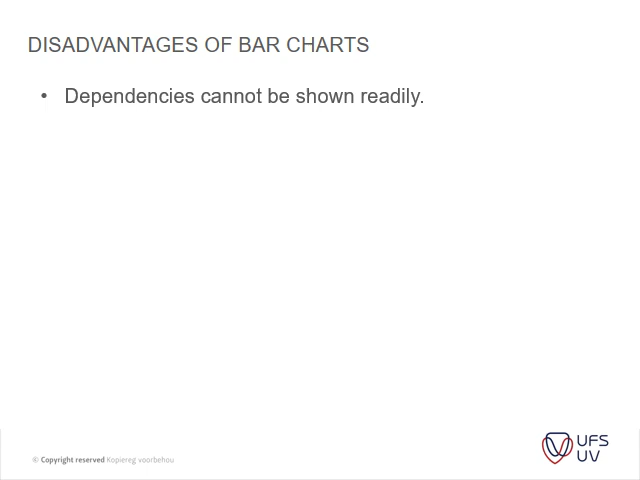 DISADVANTAGES OF BAR CHARTS
• Dependencies cannot be shown readily.
© Copyright reserved Kopiereg voorbehou
UFS
UV